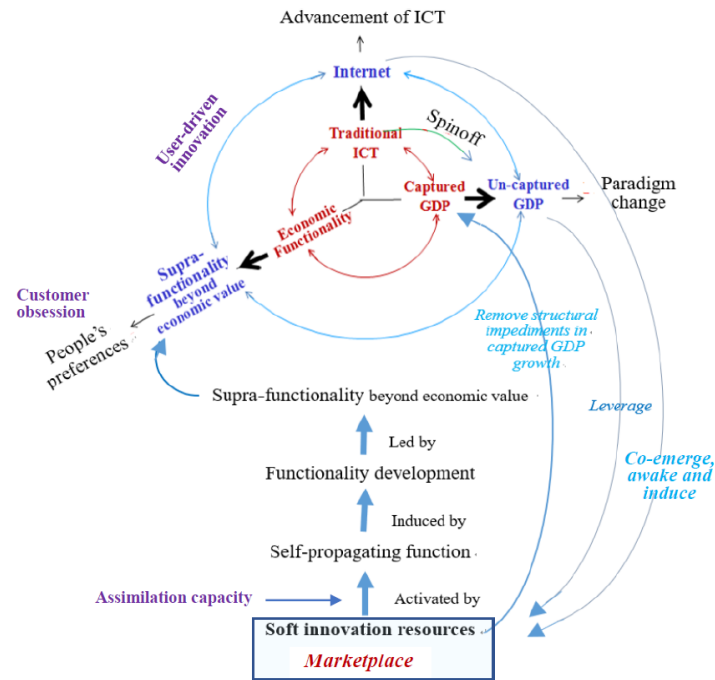 Advancement of ICT
Internet
User-driven
innovation
Traditional
ICT
Spinoff
Captured
GDP
Un-captured
GDP
Paradigm
change
Economic
Functionality
Supra-
functionality
beyond
economic value
Customer
obsession
People's
preferences
Remove structural
impediments in
captured GDP
growth
Supra-functionality beyond economic value
Leverage
Led by
Co-emerge,
awake and
induce
Functionality development
Induced by
Self-propagating function
Assimilation capacity
Activated by
Soft innovation resources
Marketplace